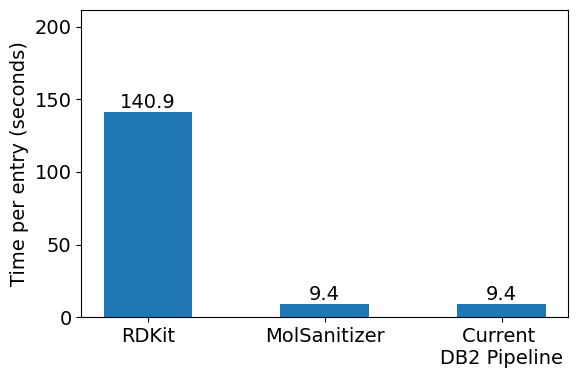 Time per entry (seconds)
200
150
100
50
0
140.9
9.4
9.4
RDKit
MolSanitizer
Current
DB2 Pipeline